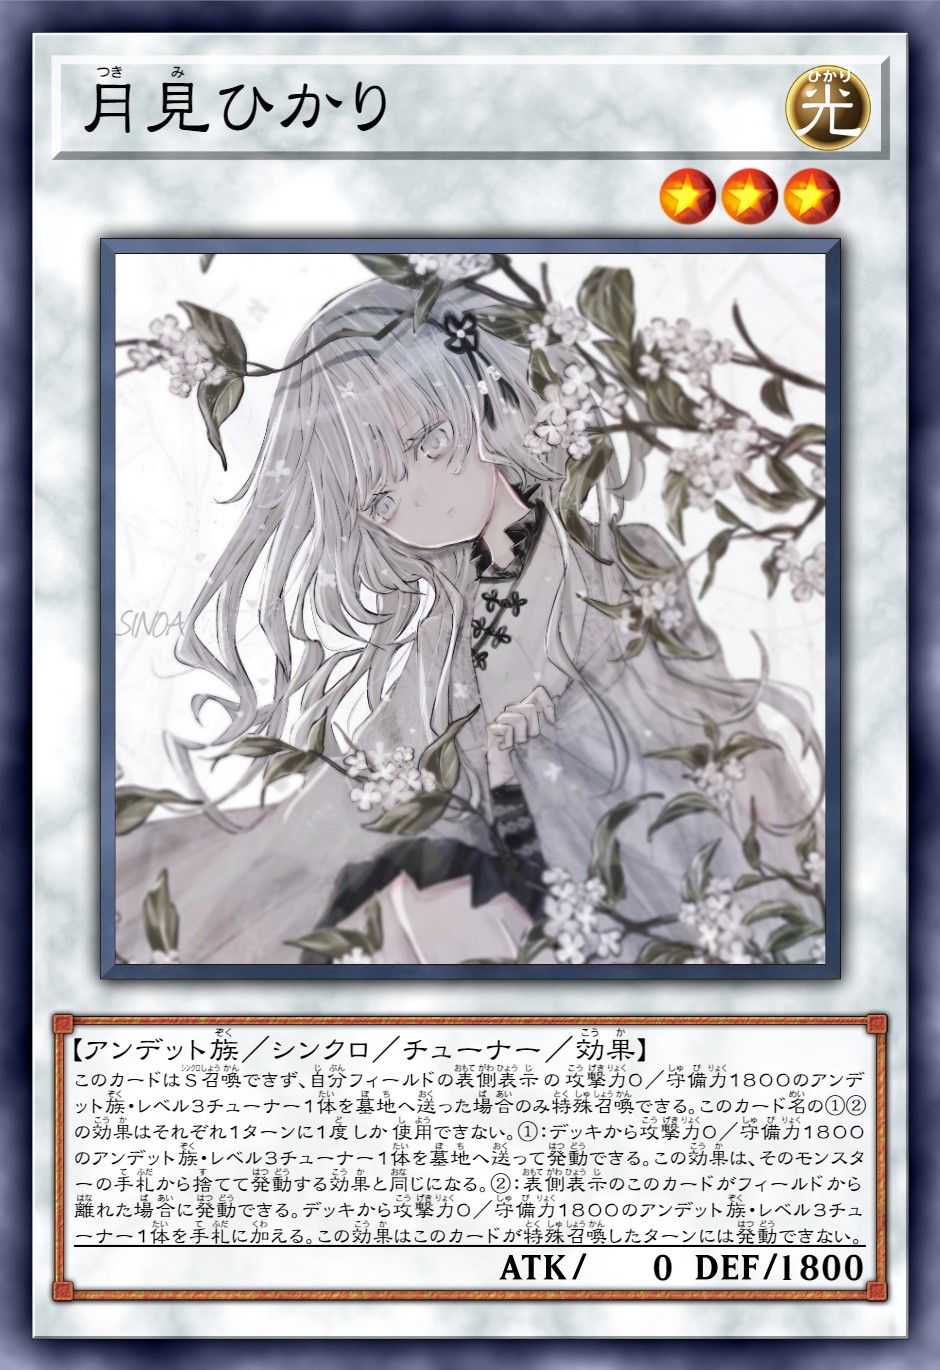 月見ひかり
光
SINOA
【アンデット族／シンクロ／チューナー／効果】
このカードはS召喚できず、自分フィールドの表側表示の攻撃力0／守備力1800のアンデ
ット族・レベル3チューナー1体を墓地へ送った場合のみ特殊召喚できる。このカード名の①②
の効果はそれぞれ1ターンに1度しか使用できない。①：デッキから攻撃力0／守備力1800
のアンデット族・レベル3チューナー1体を墓地へ送って発動できる。この効果は、そのモンスタ
ーの手札から捨てて発動する効果と同じになる。②：表側表示のこのカードがフィールドから
離れた場合に発動できる。デッキから攻撃力0／守備力1800のアンデット族・レベル3チュ
ーナー1体を手札に加える。この効果はこのカードが特殊召喚したターンには発動できない。
ATK/ 0 DEF/1800